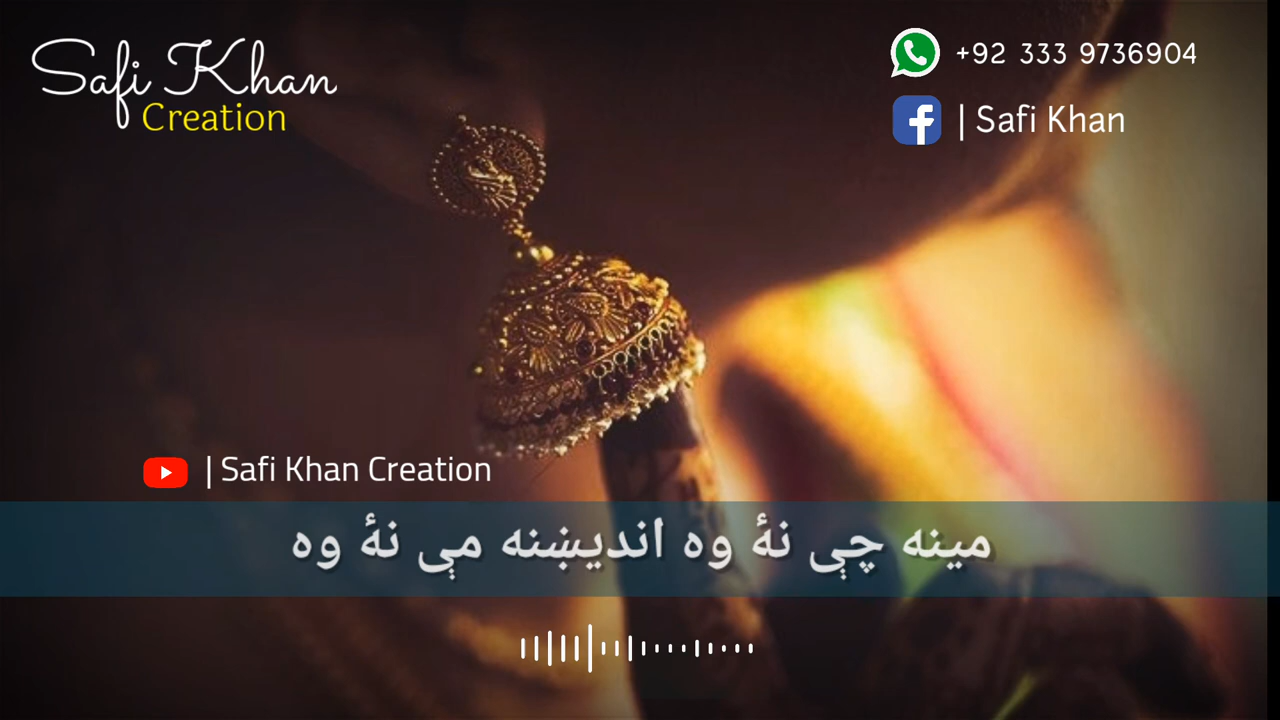 Safi Khan
Creation
+92 333 9736904
| Safi Khan
| Safi Khan Creation
مينه چې نۀ وه انديښنه مې نۀ وه